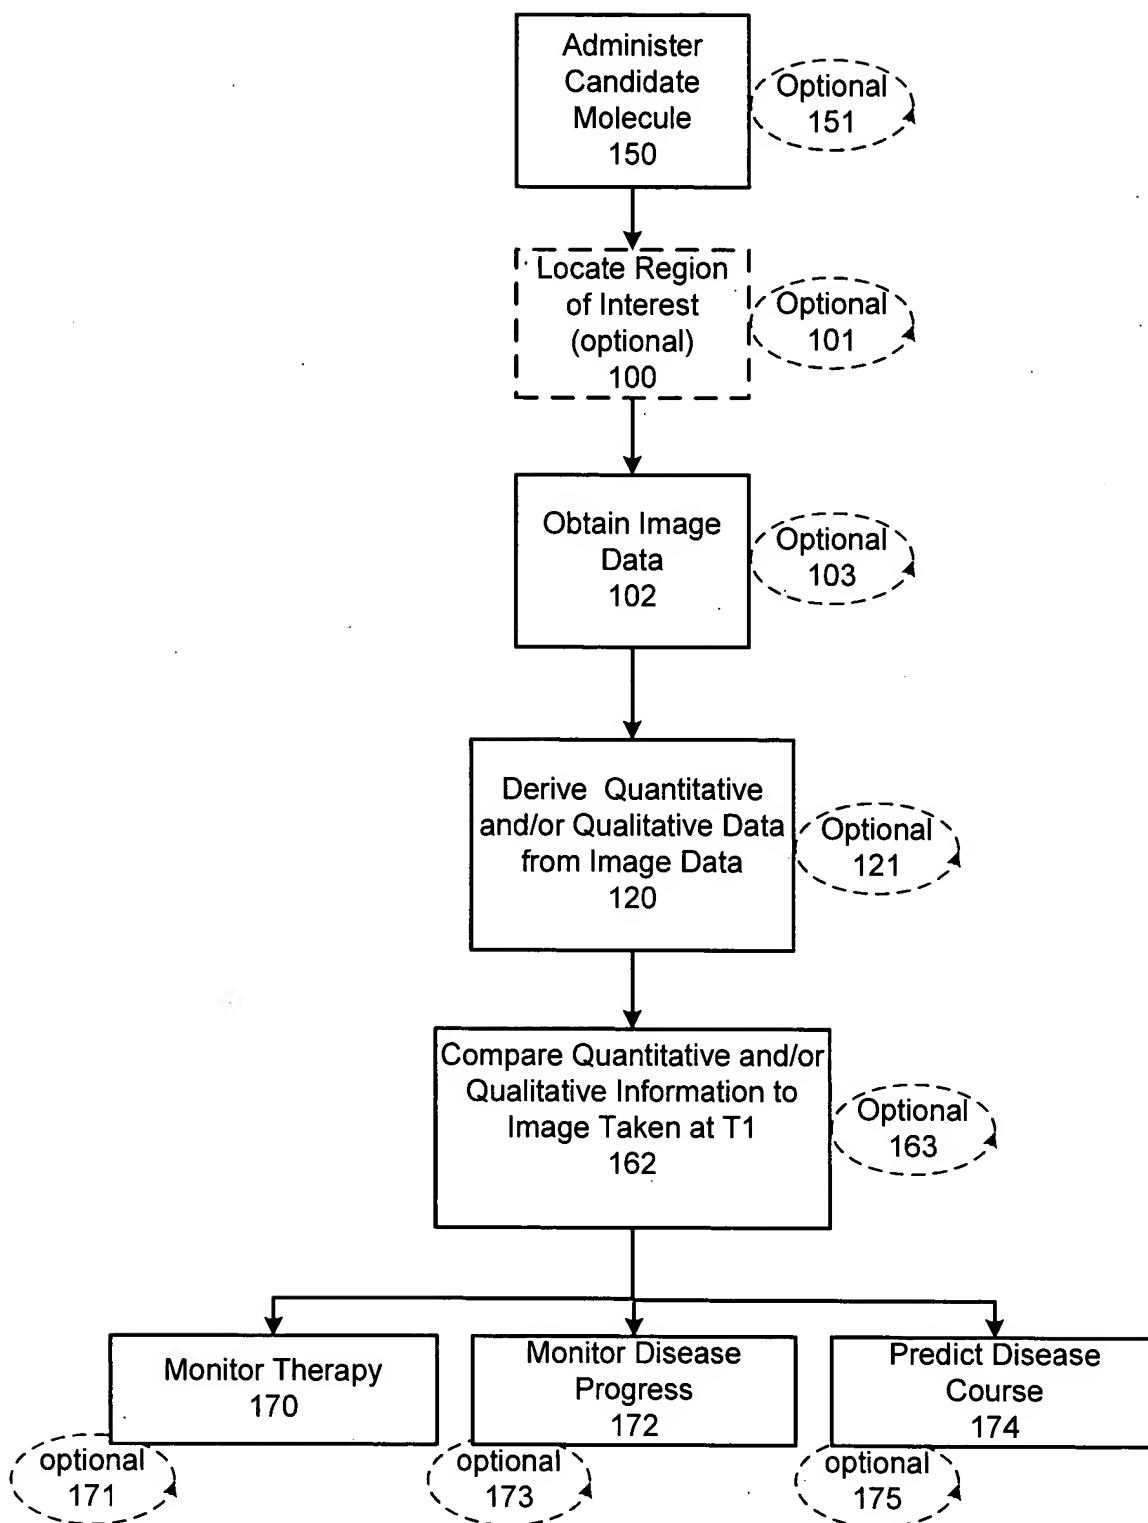 Administer
Candidate
Molecule
150
Optional
151
Locate Region
of Interest
(optional)
100
Optional
101
Obtain Image
Data
102
Optional
103
Derive Quantitative
and/or Qualitative Data
from Image Data
120
Optional
121
Compare Quantitative and/or
Qualitative Information to
Image Taken at T1
162
Optional
163
Monitor Therapy
170
optional
171
Monitor Disease
Progress
172
optional
173
Predict Disease
Course
174
optional
175